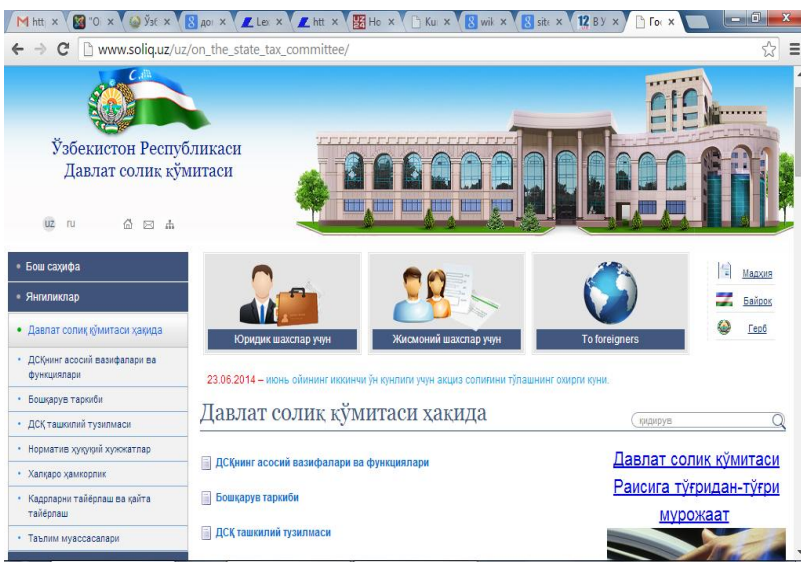 www.soliq.uz/uz/on_the_state_tax_committee/
Ўзбекистон Республикаси
Давлат солиқ қўмитаси
uz ru
Бош саҳифа
Янгиликлар
Давлат солиқ қўмитаси ҳақида
ДСҚнинг асосий вазифалари ва
функциялари
Бошқарув таркиби
ДСҚ ташкилий тузилмаси
Норматив ҳуқуқий хужжатлар
Халқаро ҳамкорлик
Кадрларни тайёрлаш ва қайта
тайёрлаш
Таълим муассасалари
Юридик шахслар учун
Жисмоний шахслар учун
To foreigners
Мадҳия
Байроқ
Герб
23.06.2014 – июнь ойининг иккинчи ўн кунлиги учун акциз солиғини тўлашнинг охирги куни.
Давлат солиқ қўмитаси ҳақида
қидирув
ДСҚнинг асосий вазифалари ва функциялари
Бошқарув таркиби
ДСҚ ташкилий тузилмаси
Давлат солиқ қўмитаси
Раисига тўғридан-тўғри
мурожаат